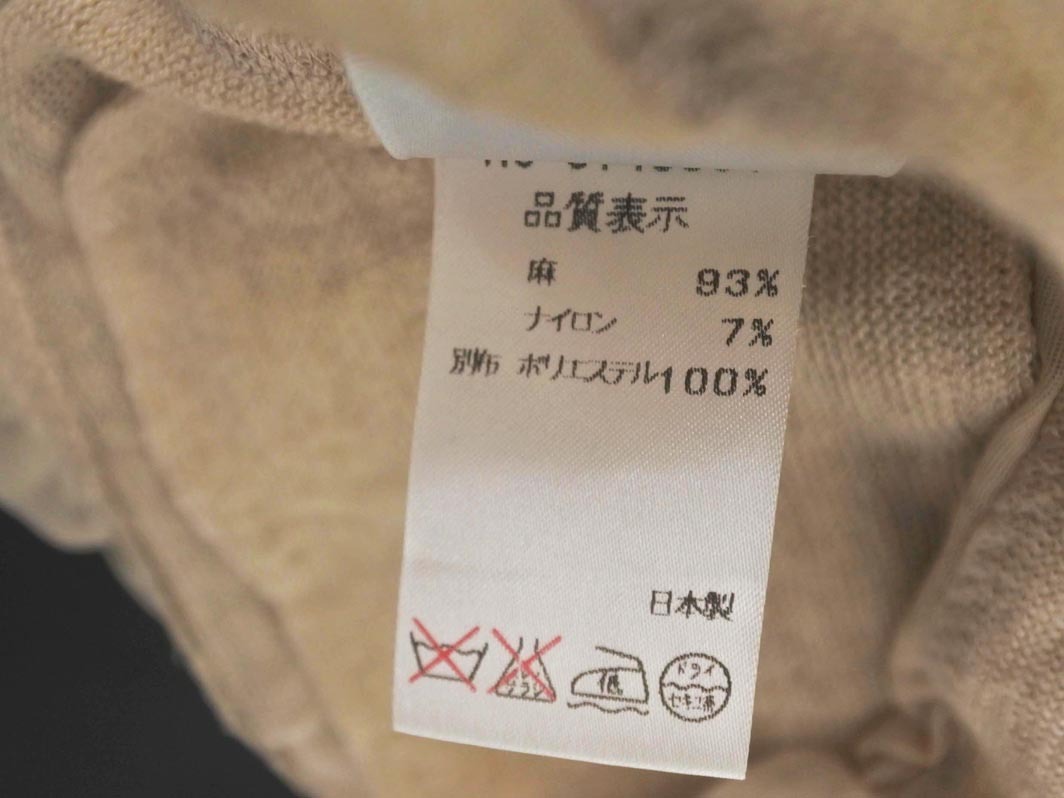 品質表示
麻 93%
ナイロン 7%
別布 ポリエステル100%
日本製
低
ドライ
セキユ系